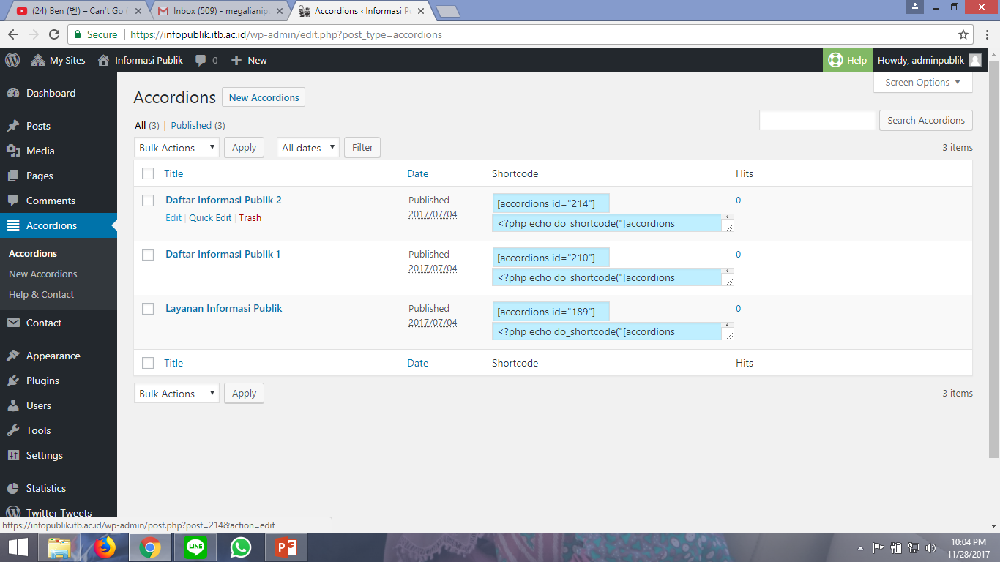 (24) Ben (벤) – Can't Go (
Inbox (509) - megalianip
Accordions ‹ Informasi P
Secure
https://infopublik.itb.ac.id/wp-admin/edit.php?post_type=accordions
My Sites
Informasi Publik
0
New
Help
Howdy, adminpublik
Screen Options
Dashboard
Posts
Media
Pages
Comments
Accordions
Accordions
New Accordions
Help & Contact
Contact
Appearance
Plugins
Users
Tools
Settings
Statistics
Twitter Tweets
Accordions
New Accordions
All (3) | Published (3)
Search Accordions
Bulk Actions
Apply
All dates
Filter
3 items
Title
Date
Shortcode
Hits
Daftar Informasi Publik 2
Edit | Quick Edit | Trash
Published
2017/07/04
[accordions id="214"]
<?php echo do_shortcode("[accordions
0
Daftar Informasi Publik 1
Published
2017/07/04
[accordions id="210"]
<?php echo do_shortcode("[accordions
0
Layanan Informasi Publik
Published
2017/07/04
[accordions id="189"]
<?php echo do_shortcode("[accordions
0
Title
Date
Shortcode
Hits
Bulk Actions
Apply
3 items
https://infopublik.itb.ac.id/wp-admin/post.php?post=214&action=edit
LINE
10:04 PM
11/28/2017